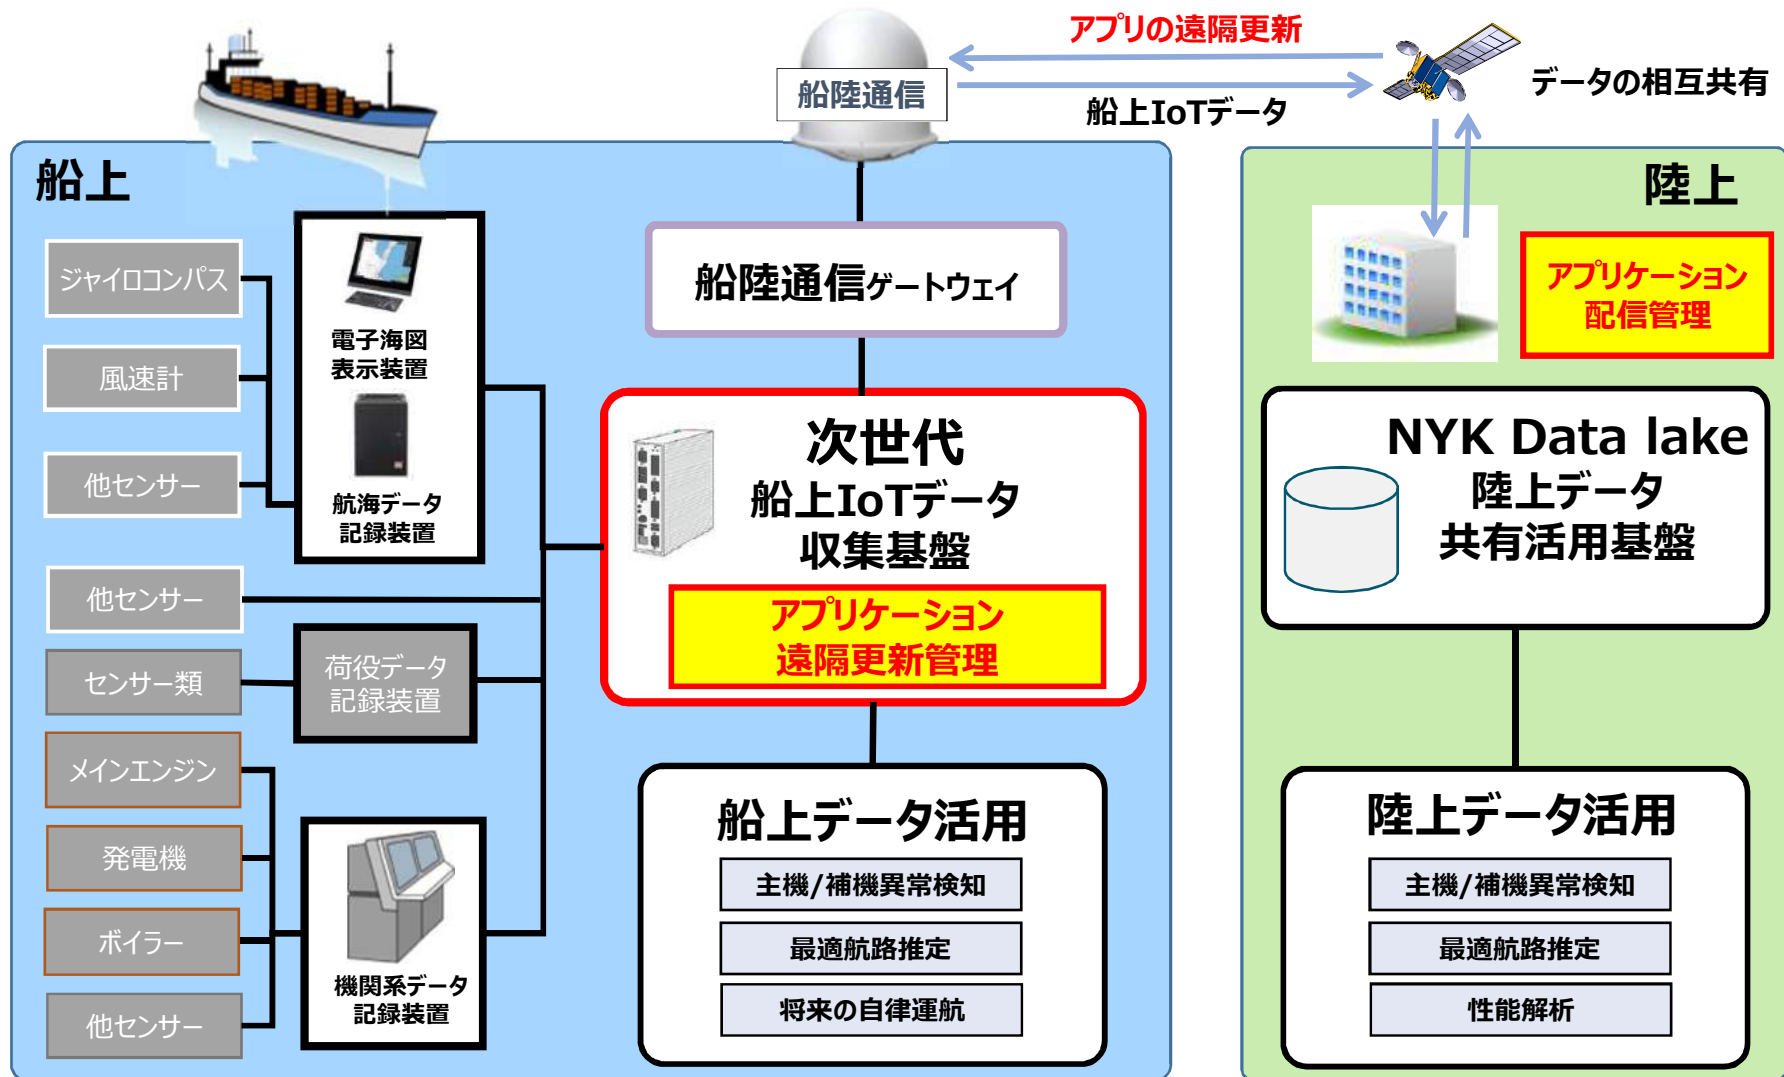 アプリの遠隔更新
船陸通信
船上IoTデータ
データの相互共有
船上
ジャイロコンパス
風速計
他センサー
電子海図
表示装置
航海データ
記録装置
他センサー
センサー類
荷役データ
記録装置
メインエンジン
発電機
ボイラー
他センサー
機関系データ
記録装置
船陸通信ゲートウェイ
次世代
船上IoTデータ
収集基盤
アプリケーション
遠隔更新管理
船上データ活用
主機/補機異常検知
最適航路推定
将来の自律運航
陸上
アプリケーション
配信管理
NYK Data lake
陸上データ
共有活用基盤
陸上データ活用
主機/補機異常検知
最適航路推定
性能解析